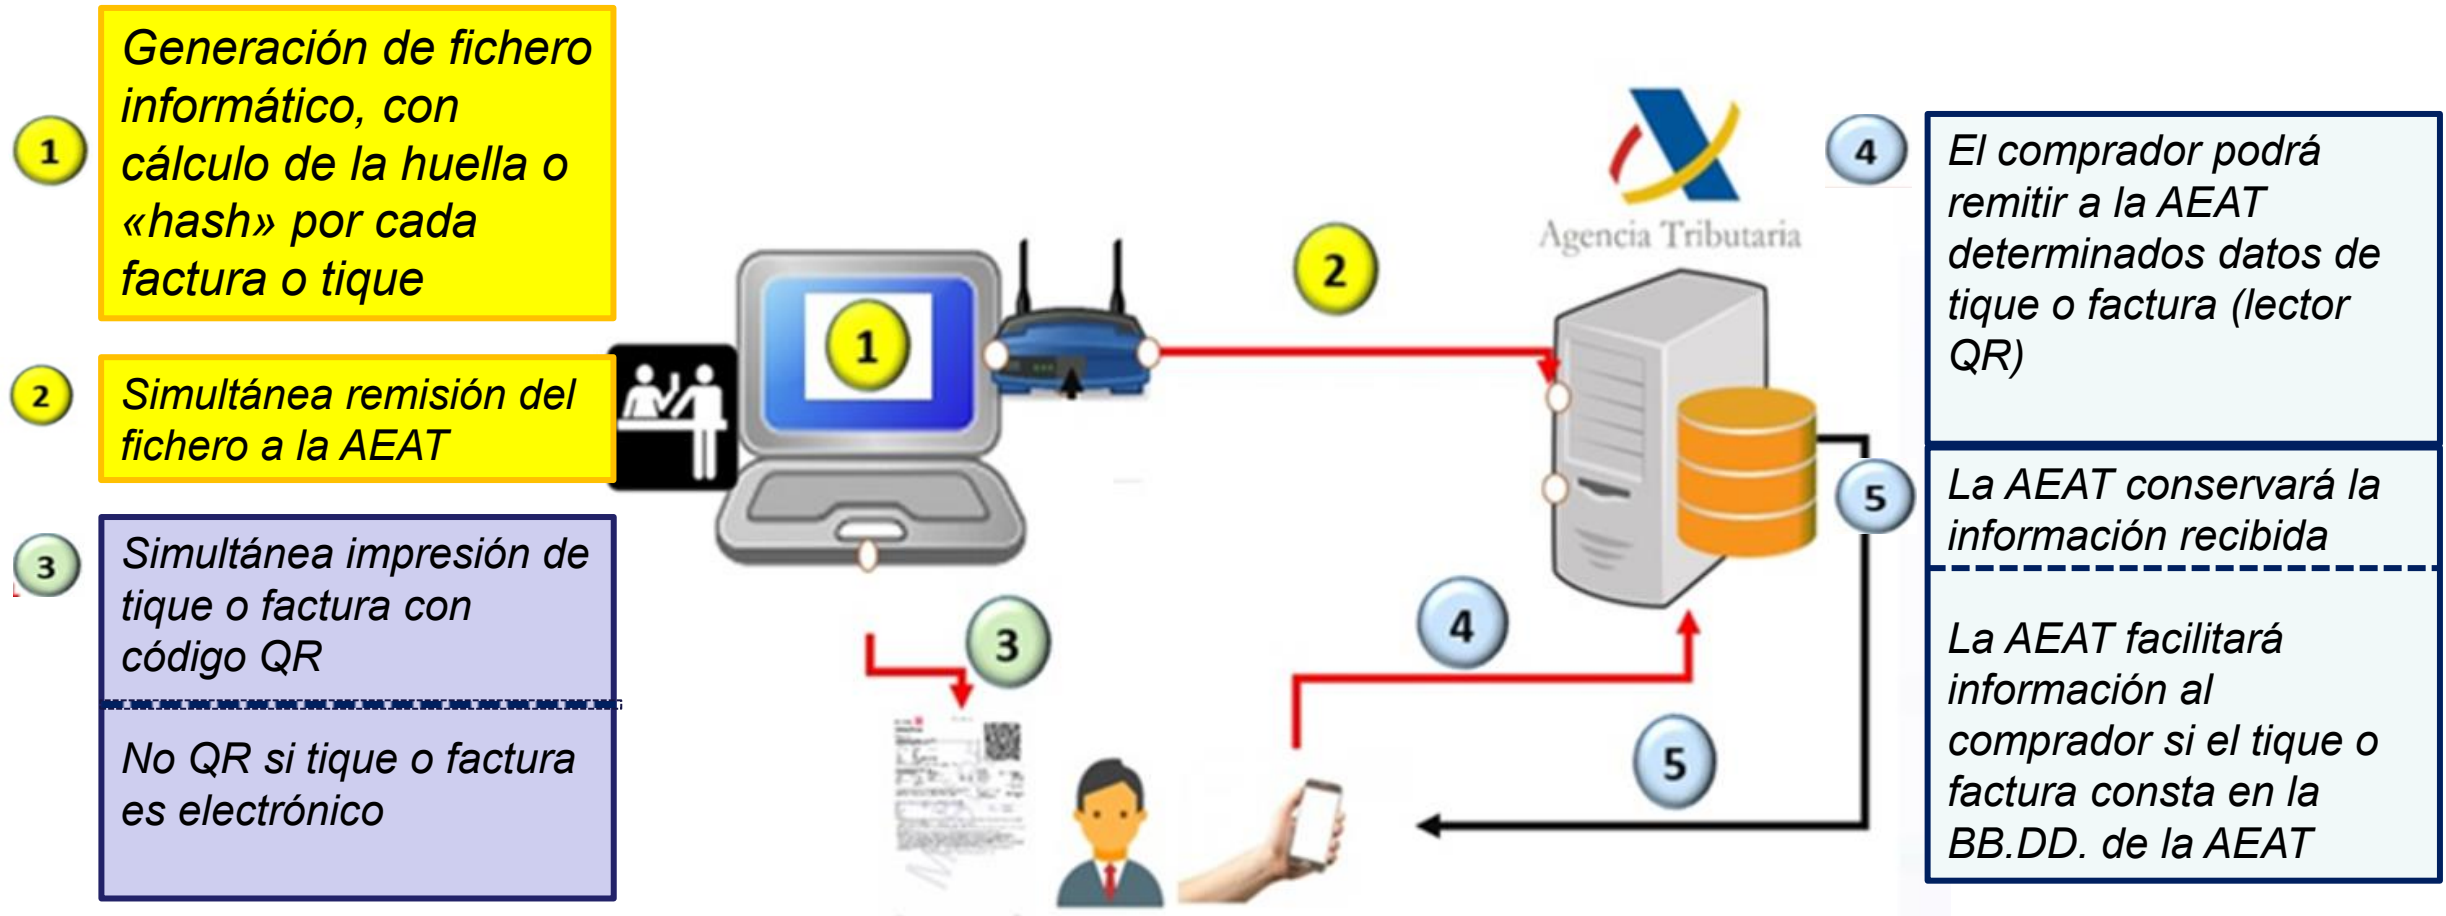 1
Generación de fichero
informático, con
cálculo de la huella o
«hash» por cada
factura o tique
2
Simultánea remisión del
fichero a la AEAT
3
Simultánea impresión de
tique o factura con
código QR
No QR si tique o factura
es electrónico
1
2
Agencia Tributaria
3
4
5
5
4
El comprador podrá
remitir a la AEAT
determinados datos de
tique o factura (lector
QR)
La AEAT conservará la
información recibida
La AEAT facilitará
información al
comprador si el tique o
factura consta en la
BB.DD. de la AEAT